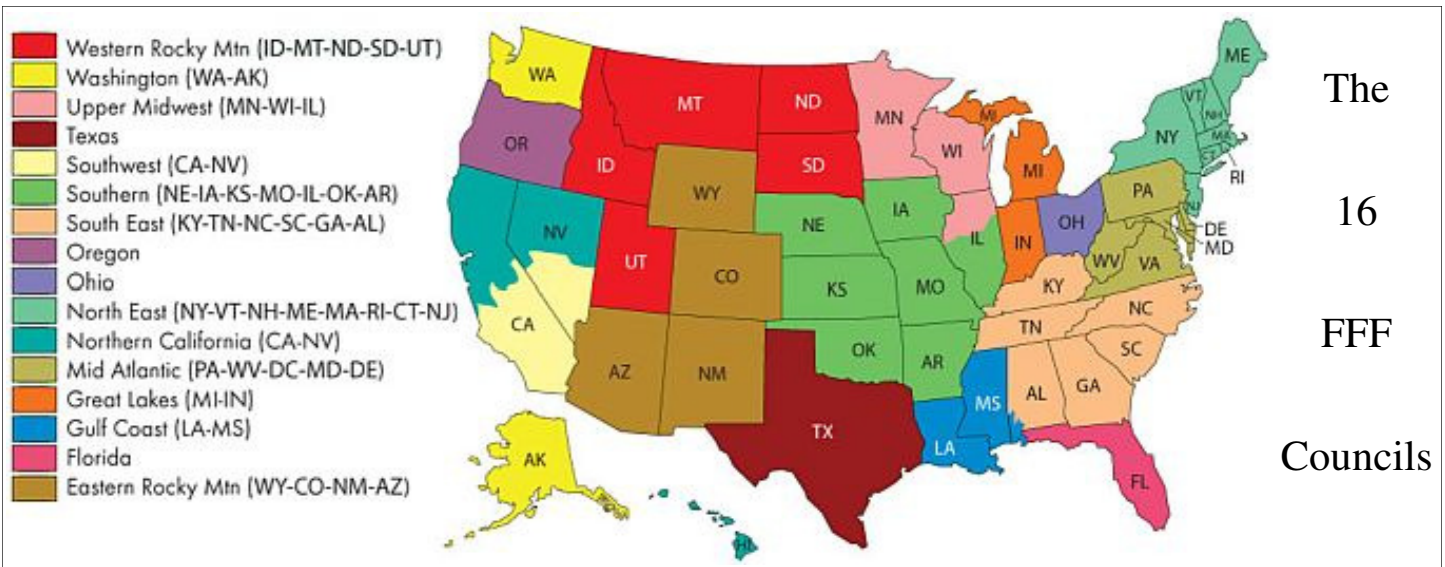 Western Rocky Mtn (ID-MT-ND-SD-UT)
Washington (WA-AK)
Upper Midwest (MN-WI-IL)
Texas
Southwest (CA-NV)
Southern (NE-IA-KS-MO-IL-OK-AR)
South East (KY-TN-NC-SC-GA-AL)
Oregon
Ohio
North East (NY-VT-NH-ME-MA-RI-CT-NJ)
Northern California (CA-NV)
Mid Atlantic (PA-WV-DC-MD-DE)
Great Lakes (MI-IN)
Gulf Coast (LA-MS)
Florida
Eastern Rocky Mtn (WY-CO-NM-AZ)
WA
OR
ID
MT
ND
SD
MN
WI
MI
MI
NY
VT
NH
ME
MA
CT
RI
NJ
PA
DE
MD
WV
VA
OH
IN
IL
IA
NE
WY
NV
UT
CO
KS
MO
KY
NC
TN
SC
CA
AZ
NM
OK
AR
MS
AL
GA
TX
LA
FL
AK
HI
The
16
FFF
Councils